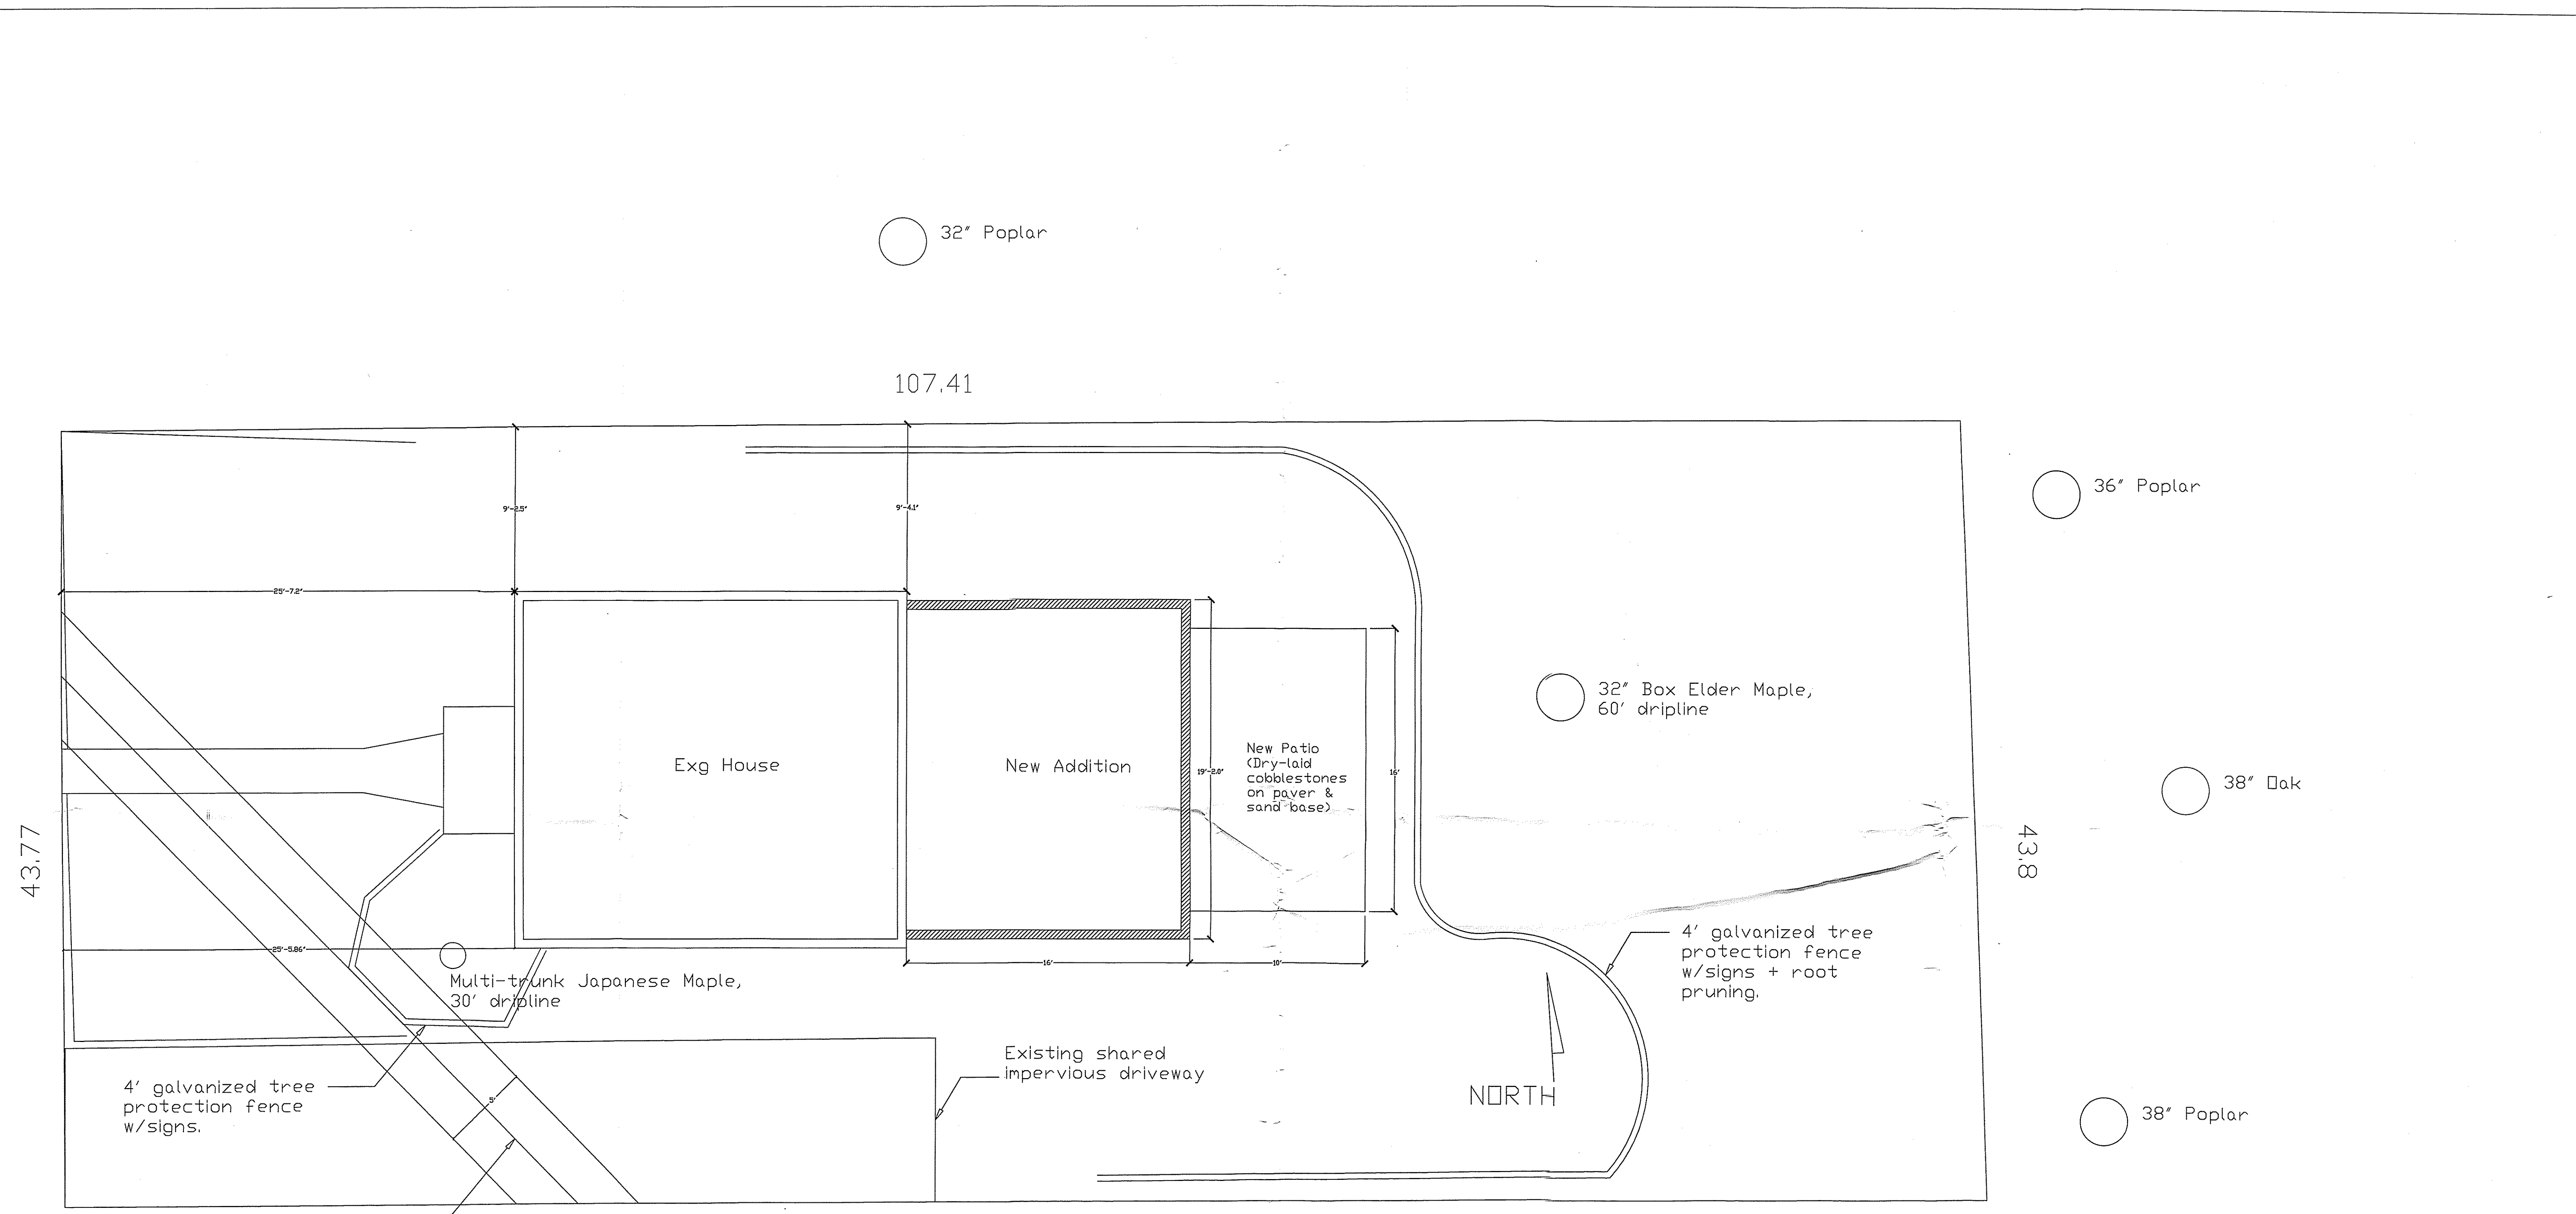 32" Poplar
107.41
36" Poplar
9'-2.5"
9'-4.1"
25'-7.2"
32" Box Elder Maple,
60' dripline
Exg House
New Addition
New Patio
(Dry-laid
cobblestones
on paver &
sand base)
19'-2.0"
16'
38" Oak
43.77
43.8
4' galvanized tree
protection fence
w/signs + root
pruning.
25'-5.86"
16'
10'
Multi-trunk Japanese Maple,
30' dripline
Existing shared
impervious driveway
NORTH
4' galvanized tree
protection fence
w/signs.
5'
38" Poplar